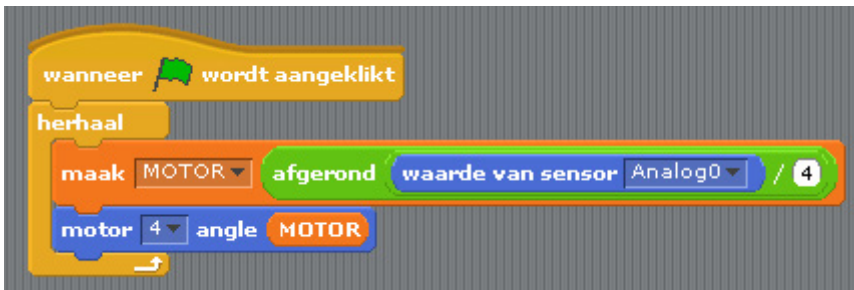 wanneer wordt aangeklikt
herhaal
maak MOTOR afgerond waarde van sensor Analog0 / 4
motor 4 angle MOTOR